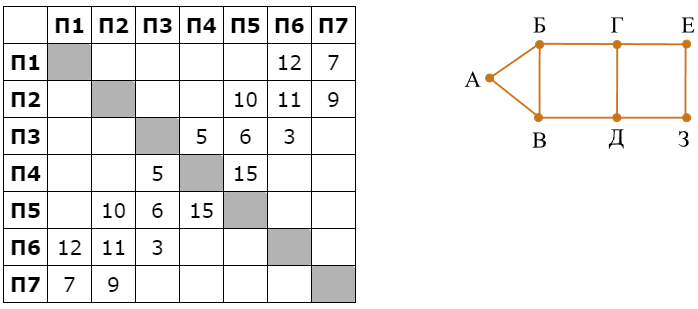 П1 П2 П3 П4 П5 П6 П7
П1 12 7
П2 10 11 9
П3 5 6 3
П4 5 15
П5 10 6 15
П6 12 11 3
П7 7 9
Б Г Е
А
В Д З